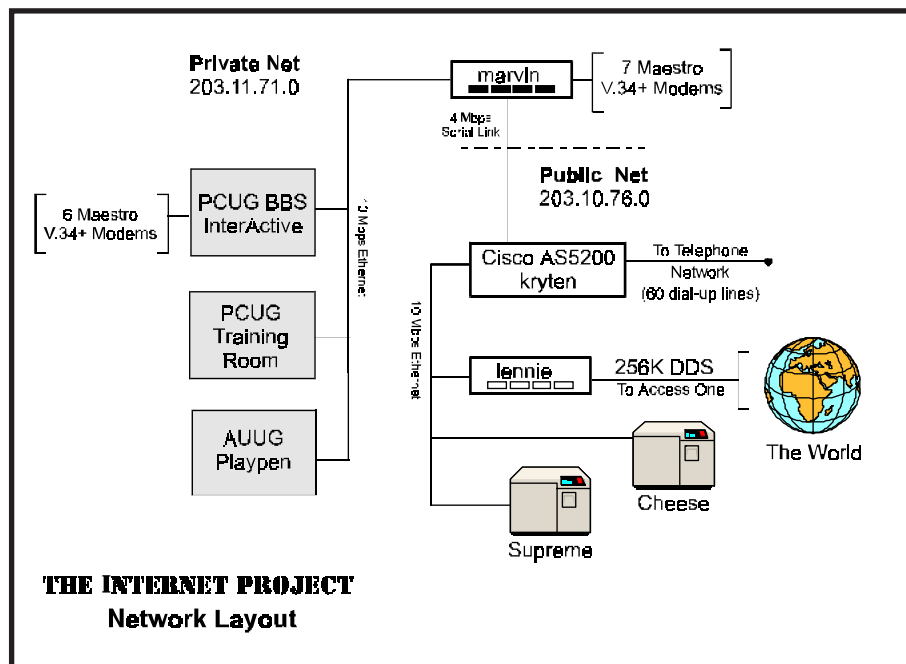 Private Net
203.11.71.0
marvin
7 Maestro
V.34+ Modems
4 Mbps
Serial Link
Public Net
203.10.76.0
6 Maestro
V.34+ Modems
PCUG BBS
InterActive
10 Mbps Ethernet
Cisco AS5200
kryten
To Telephone
Network
(60 dial-up lines)
PCUG
Training
Room
10 Mbps Ethernet
lennie
256K DDS
To Access One
The World
AUUG
Playpen
Cheese
Supreme
THE INTERNET PROJECT
Network Layout